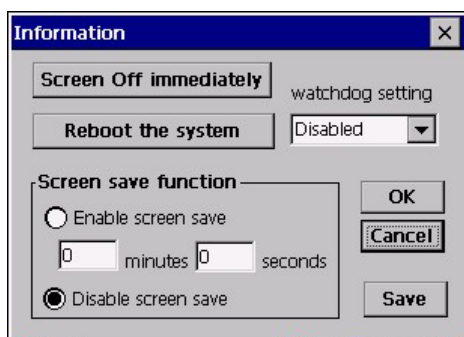 Information
Screen Off immediately
watchdog setting
Reboot the system
Disabled
Screen save function
Enable screen save
0 minutes 0 seconds
Disable screen save
OK
Cancel
Save